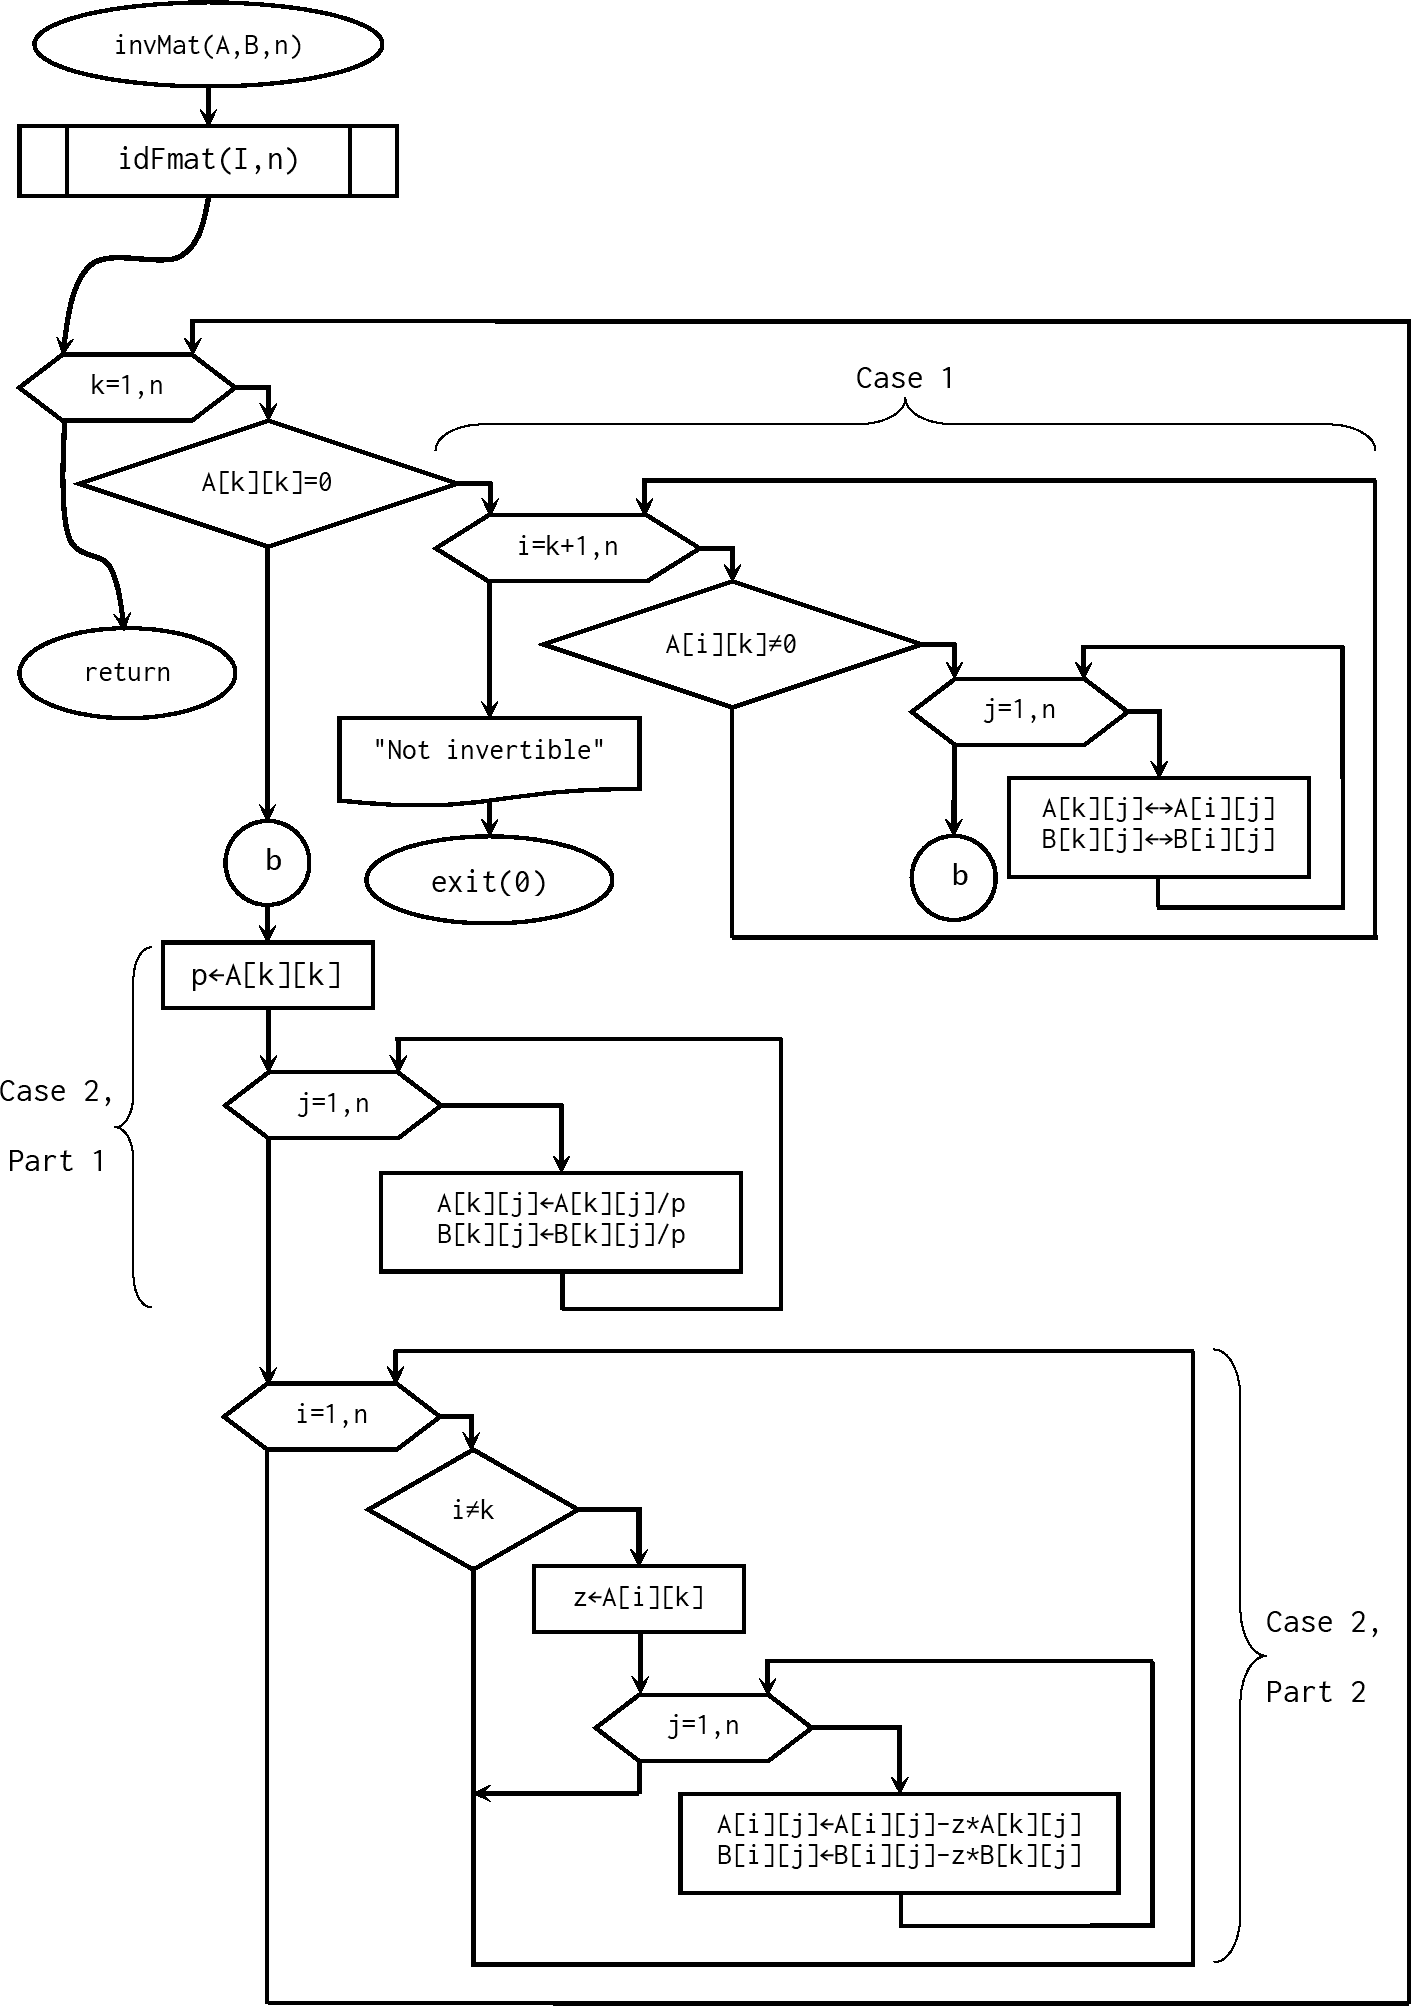 invMat(A,B,n)
idFmat(I,n)
k=1,n
Case 1
A[k][k]=0
i=k+1,n
A[i][k]≠0
return
j=1,n
"Not invertible"
A[k][j]↔A[i][j]
B[k][j]↔B[i][j]
b
exit(0)
b
p←A[k][k]
Case 2,
Part 1
j=1,n
A[k][j]←A[k][j]/p
B[k][j]←B[k][j]/p
i=1,n
i≠k
z←A[i][k]
Case 2,
Part 2
j=1,n
A[i][j]←A[i][j]-z*A[k][j]
B[i][j]←B[i][j]-z*B[k][j]